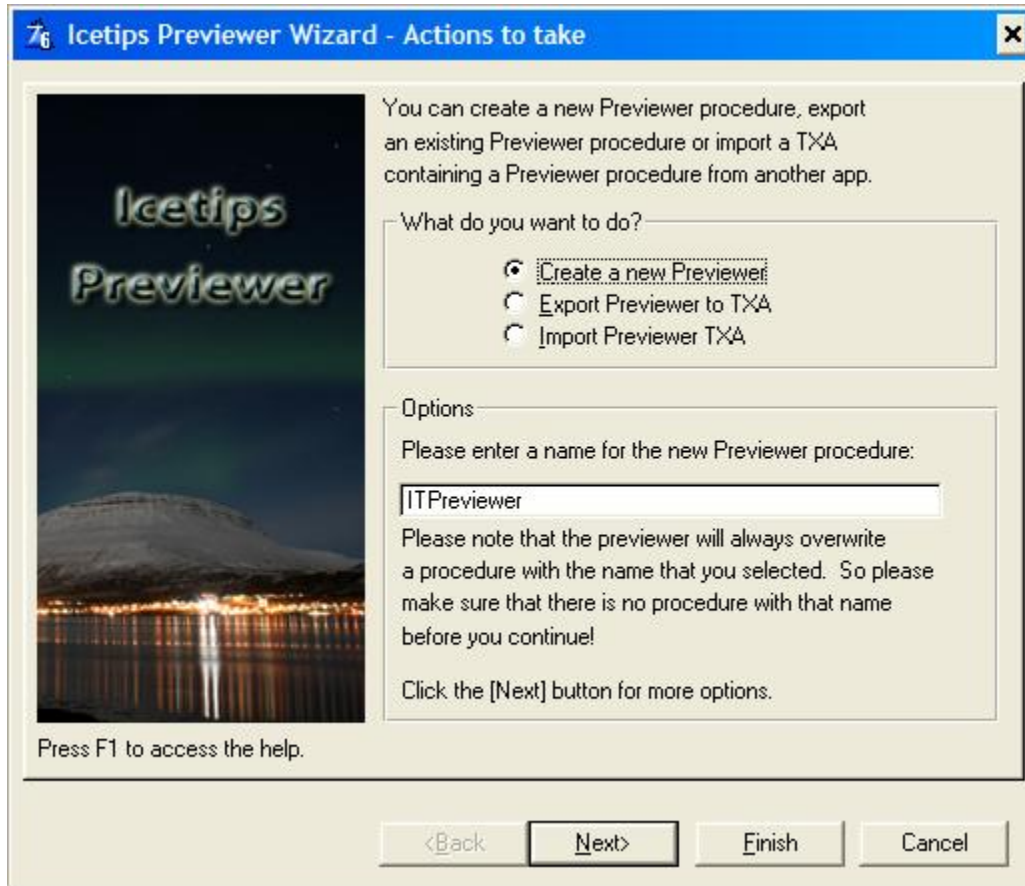 Icetips Previewer Wizard - Actions to take
Icetips
Previewer
You can create a new Previewer procedure, export
an existing Previewer procedure or import a TXA
containing a Previewer procedure from another app.
What do you want to do?
Create a new Previewer
Export Previewer to TXA
Import Previewer TXA
Options
Please enter a name for the new Previewer procedure:
ITPreviewer
Please note that the previewer will always overwrite
a procedure with the name that you selected.  So please
make sure that there is no procedure with that name
before you continue!
Click the [Next] button for more options.
Press F1 to access the help.
<Back
Next>
Finish
Cancel